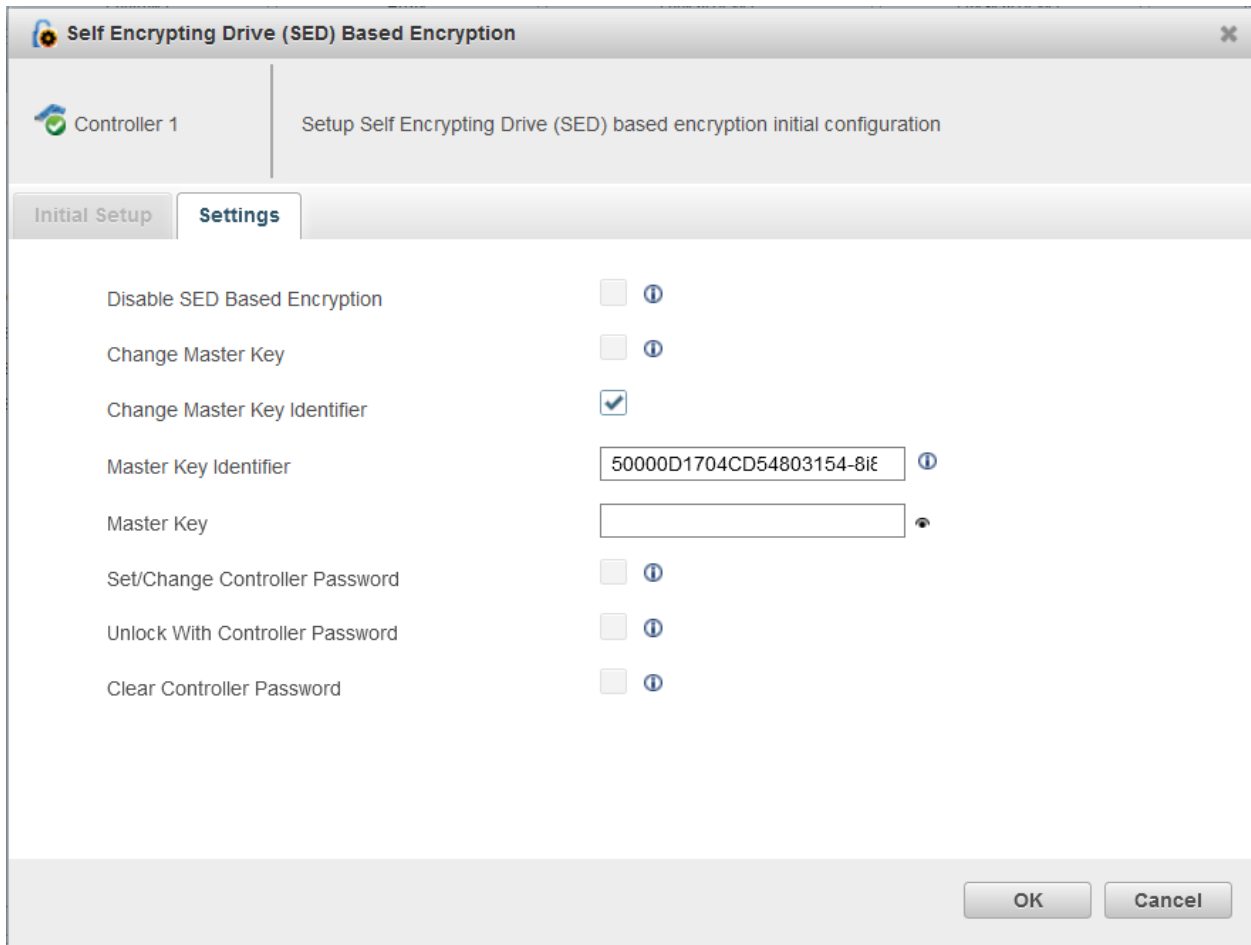 Self Encrypting Drive (SED) Based Encryption
Controller 1
Setup Self Encrypting Drive (SED) based encryption initial configuration
Initial Setup
Settings
Disable SED Based Encryption
Change Master Key
Change Master Key Identifier
Master Key Identifier
50000D1704CD54803154-8i8
Master Key
Set/Change Controller Password
Unlock With Controller Password
Clear Controller Password
OK
Cancel